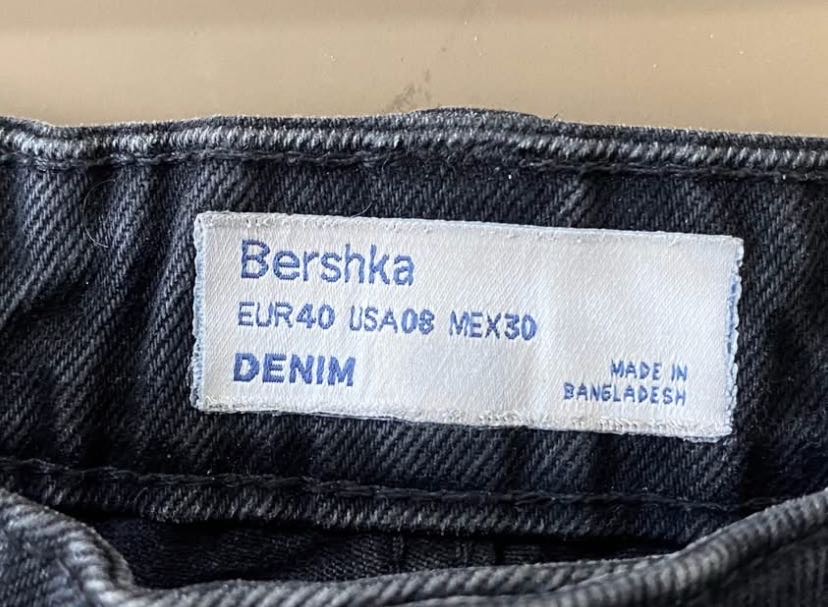 Bershka
EUR40 USA08 MEX30
DENIM
MADE IN
BANGLADESH